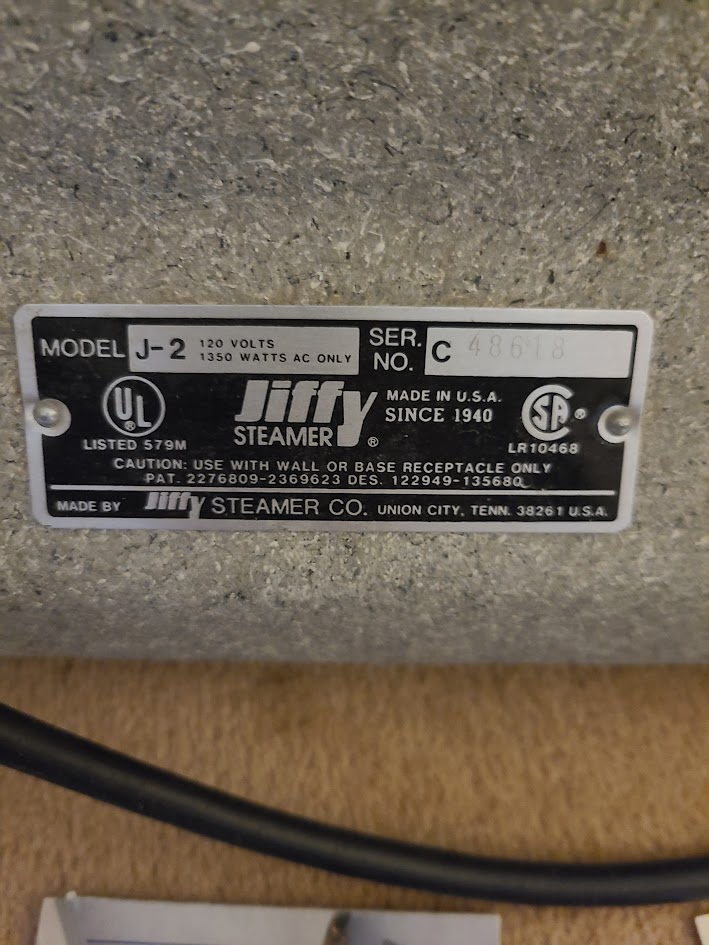 MODEL J-2 120 VOLTS
1350 WATTS AC ONLY
SER. NO. C 48618
UL
LISTED 579M
Jiffy
STEAMER ®
MADE IN U.S.A.
SINCE 1940
SA ®
LR10468
CAUTION: USE WITH WALL OR BASE RECEPTACLE ONLY
PAT. 2276809-2369623 DES. 122949-135680
MADE BY Jiffy STEAMER CO. UNION CITY, TENN. 38261 U.S.A.